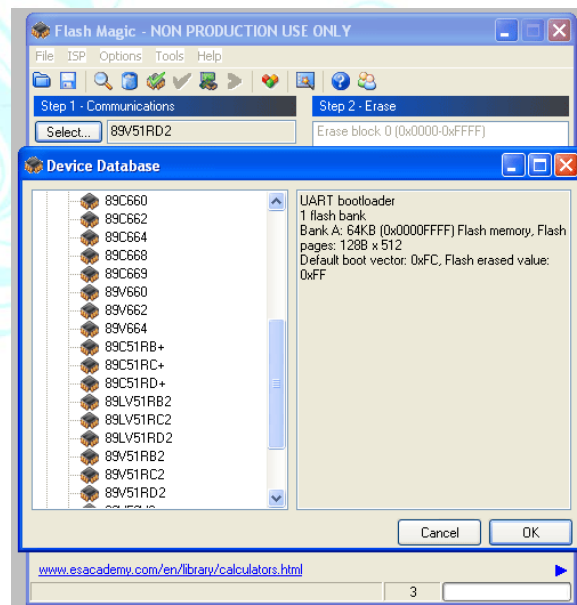 Flash Magic - NON PRODUCTION USE ONLY
File ISP Options Tools Help
Step 1 - Communications
Step 2 - Erase
Select... 89V51RD2
Erase block 0 (0x0000-0xFFFF)
Device Database
89C660
89C662
89C664
89C668
89C669
89V660
89V662
89V664
89C51RB+
89C51RC+
89C51RD+
89LV51RB2
89LV51RC2
89LV51RD2
89V51RB2
89V51RC2
89V51RD2
UART bootloader
1 flash bank
Bank A: 64KB (0x0000FFFF) Flash memory, Flash
pages: 128B x 512
Default boot vector: 0xFC, Flash erased value:
0xFF
Cancel OK
www.esacademy.com/en/library/calculators.html
3